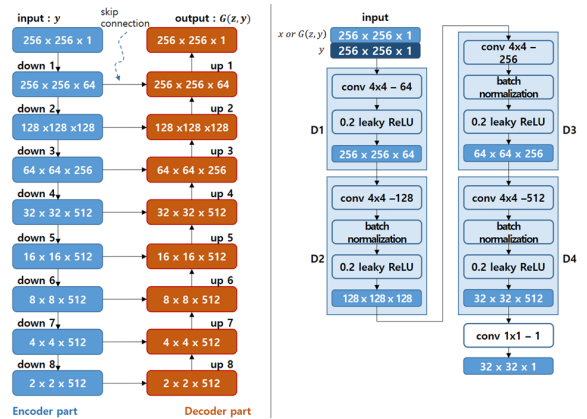 input : y
output : G(z, y)
skip
connection
256 x 256 x 1
256 x 256 x 1
down 1
up 1
256 x 256 x 64
256 x 256 x 64
down 2
up 2
128 x128 x128
128 x128 x128
down 3
up 3
64 x 64 x 256
64 x 64 x 256
down 4
up 4
32 x 32 x 512
32 x 32 x 512
down 5
up 5
16 x 16 x 512
16 x 16 x 512
down 6
up 6
8 x 8 x 512
8 x 8 x 512
down 7
up 7
4 x 4 x 512
4 x 4 x 512
down 8
up 8
2 x 2 x 512
2 x 2 x 512
Encoder part
Decoder part
input
x or G(z, y)
256 x 256 x 1
y
256 x 256 x 1
conv 4x4 – 64
D1
0.2 leaky ReLU
256 x 256 x 64
conv 4x4 –128
batch
normalization
D2
0.2 leaky ReLU
128 x 128 x 128
conv 4x4 –
256
batch
normalization
D3
0.2 leaky ReLU
64 x 64 x 256
conv 4x4 –512
batch
normalization
D4
0.2 leaky ReLU
32 x 32 x 512
conv 1x1 – 1
32 x 32 x 1